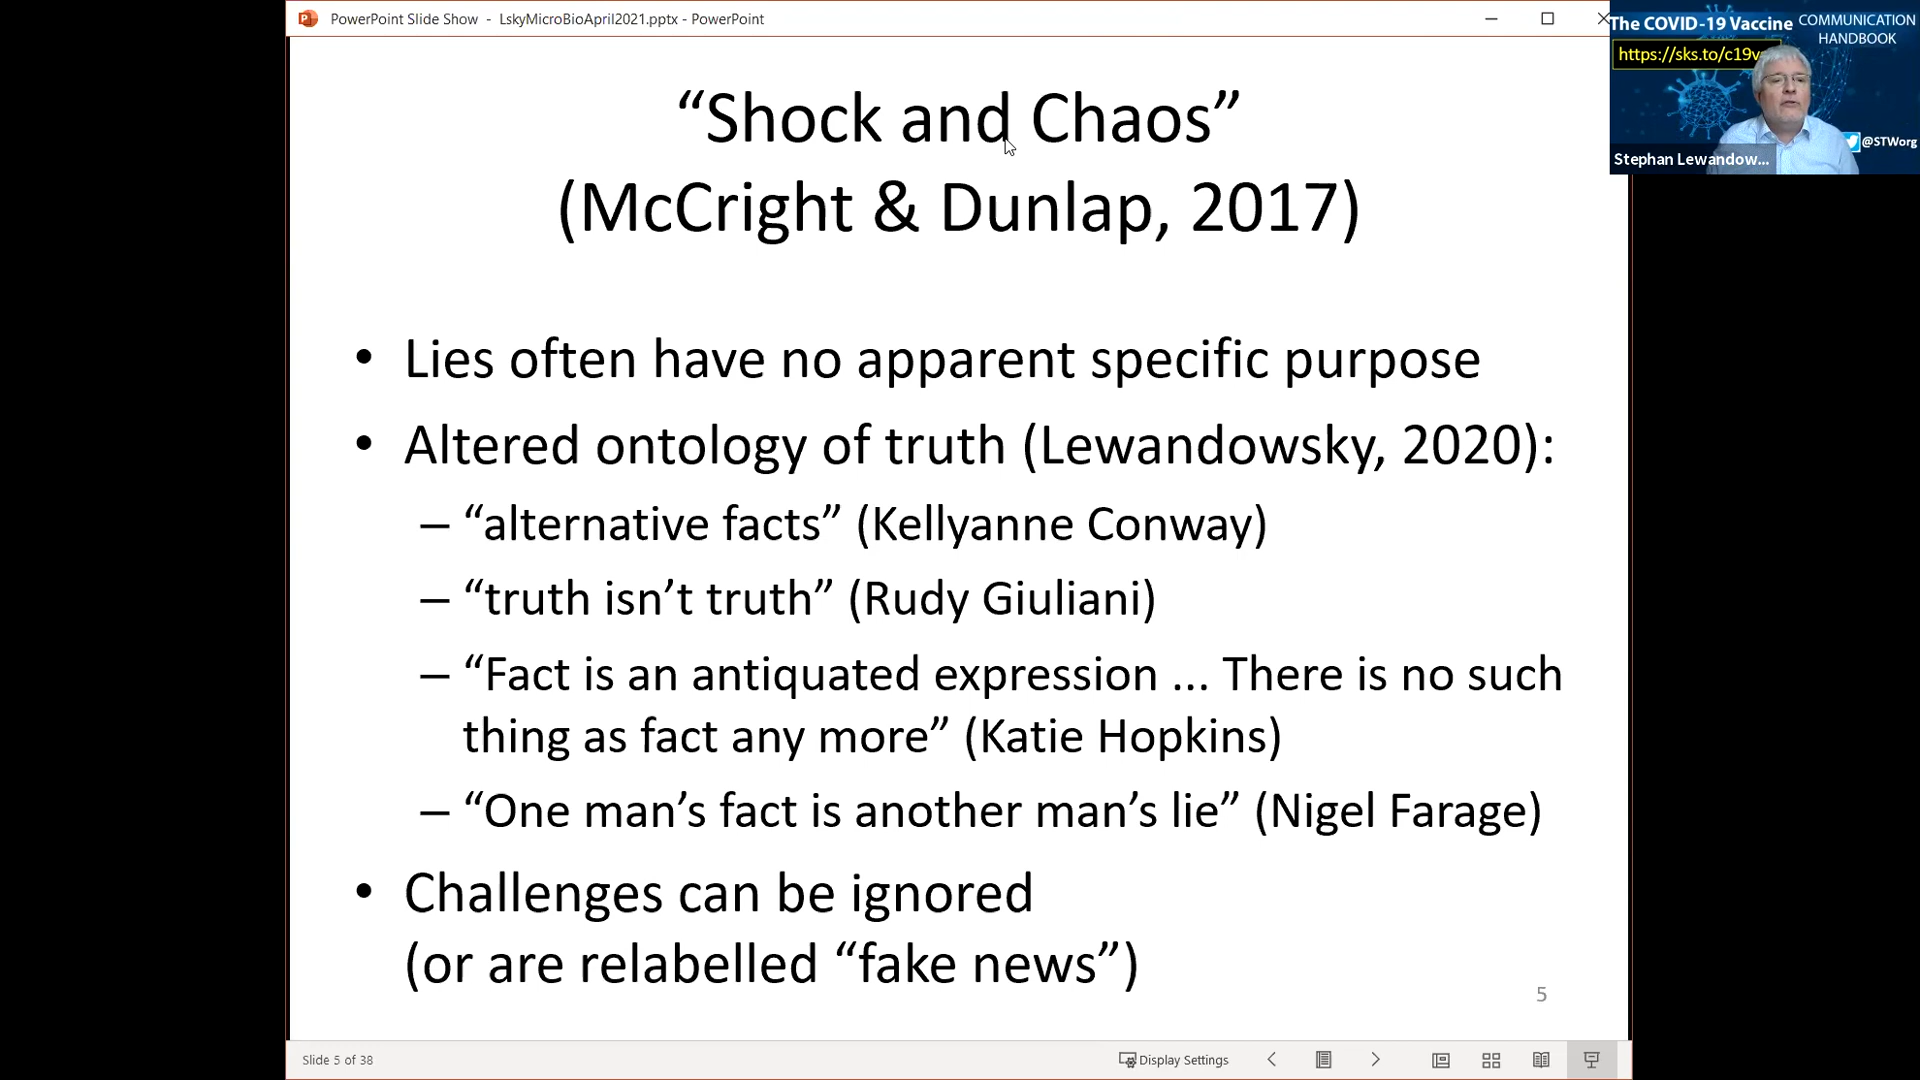 PowerPoint Slide Show - LskyMicroBioApril2021.pptx - PowerPoint
The COVID-19 Vaccine COMMUNICATION
HANDBOOK
https://sks.to/c19v
@STWorg
Stephan Lewandow...
“Shock and Chaos”
(McCright & Dunlap, 2017)
• Lies often have no apparent specific purpose
• Altered ontology of truth (Lewandowsky, 2020):
– “alternative facts” (Kellyanne Conway)
– “truth isn’t truth” (Rudy Giuliani)
– “Fact is an antiquated expression ... There is no such
thing as fact any more” (Katie Hopkins)
– “One man’s fact is another man’s lie” (Nigel Farage)
• Challenges can be ignored
(or are relabelled “fake news”)
5
Slide 5 of 38
Display Settings